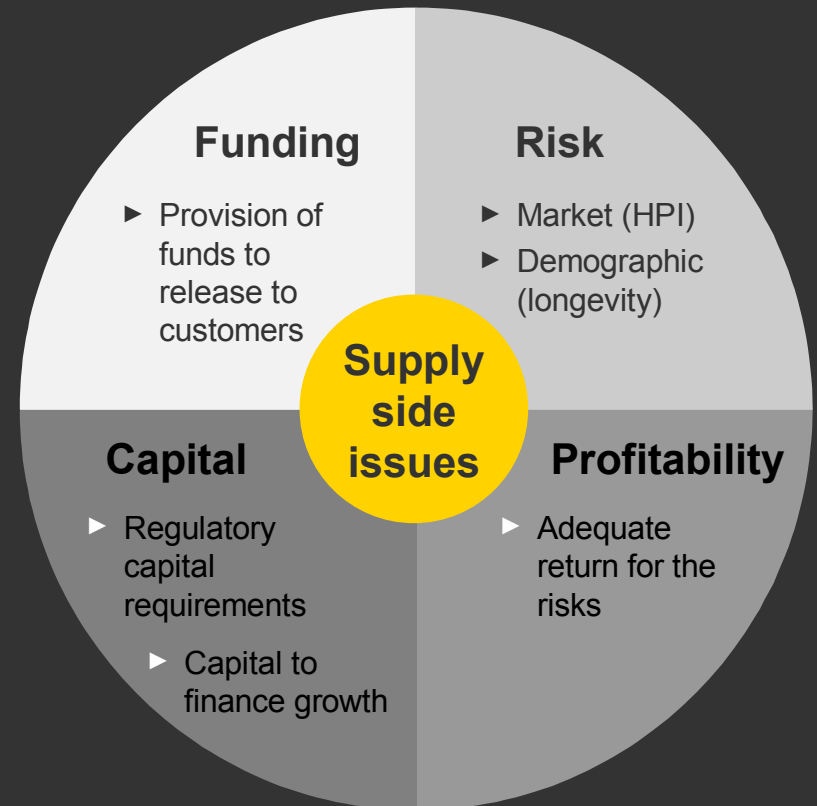 Funding
► Provision of
funds to
release to
customers
Risk
► Market (HPI)
► Demographic
(longevity)
Supply
side
issues
Capital
► Regulatory
capital
requirements
► Capital to
finance growth
Profitability
► Adequate
return for the
risks